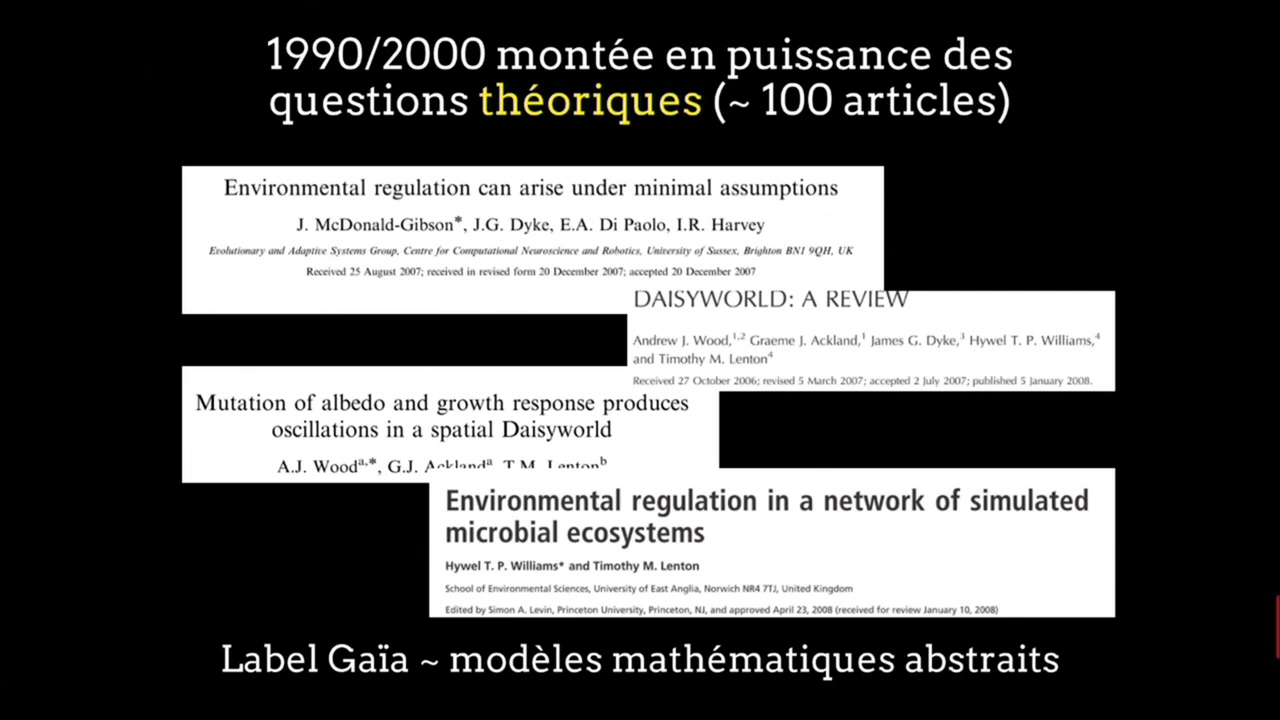 1990/2000 montée en puissance des
questions théoriques (~ 100 articles)
Environmental regulation can arise under minimal assumptions
J. McDonald-Gibson*, J.G. Dyke, E.A. Di Paolo, I.R. Harvey
Evolutionary and Adaptive Systems Group, Centre for Computational Neuroscience and Robotics, University of Sussex, Brighton BN1 9QH, UK
Received 25 August 2007; received in revised form 20 December 2007; accepted 20 December 2007
DAISYWORLD: A REVIEW
Andrew J. Wood,1,2 Graeme J. Ackland,1 James G. Dyke,3 Hywel T. P. Williams,4
and Timothy M. Lenton4
Received 27 October 2006; revised 5 March 2007; accepted 2 July 2007; published 5 January 2008.
Mutation of albedo and growth response produces
oscillations in a spatial Daisyworld
A.J. Wooda,*, G.J. Acklanda, T.M. Lentonb
Environmental regulation in a network of simulated
microbial ecosystems
Hywel T. P. Williams* and Timothy M. Lenton
School of Environmental Sciences, University of East Anglia, Norwich NR4 7TJ, United Kingdom
Edited by Simon A. Levin, Princeton University, Princeton, NJ, and approved April 23, 2008 (received for review January 10, 2008)
Label Gaïa ~ modèles mathématiques abstraits